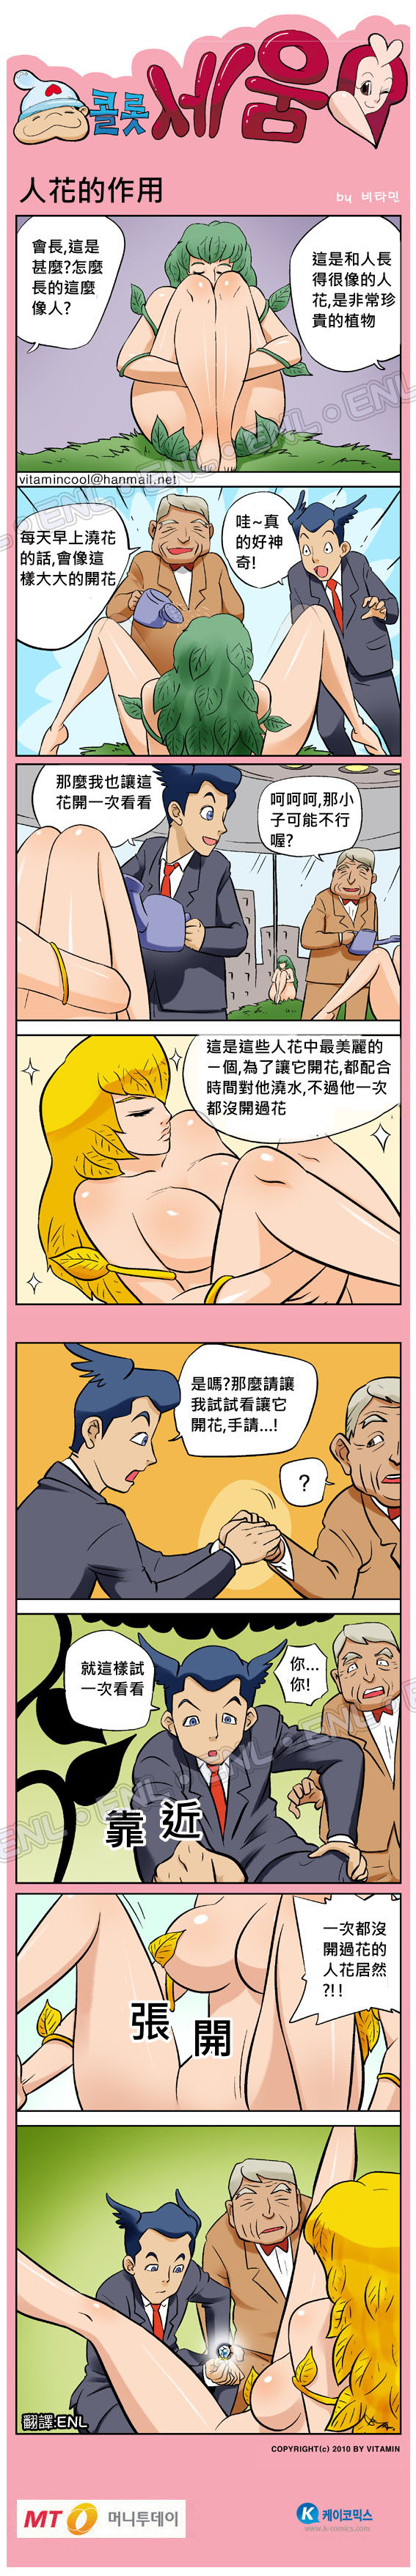 콜롯 세움
人花的作用
by 비타민
會長,這是
甚麼?怎麼
長的這麼
像人?
這是和人長
得很像的人
花,是非常珍
貴的植物
vitamincool@hanmail.net
每天早上澆花
的話,會像這
樣大大的開花
哇~真
的好神
奇!
那麼我也讓這
花開一次看看
呵呵呵,那小
子可能不行
喔?
這是這些人花中最美麗的
一個,為了讓它開花,都配合
時間對他澆水,不過他一次
都沒開過花
是嗎?那麼請讓
我試試看讓它
開花,手請...!
?
就這樣試
一次看看
你...
你!
靠近
一次都沒
開過花的
人花居然
?!!
張開
翻譯:ENL
COPYRIGHT(c) 2010 BY VITAMIN
MTO 머니투데이
K 케이코믹스
www.k-comics.com
ENL ENL ENL
ENL ENL ENL